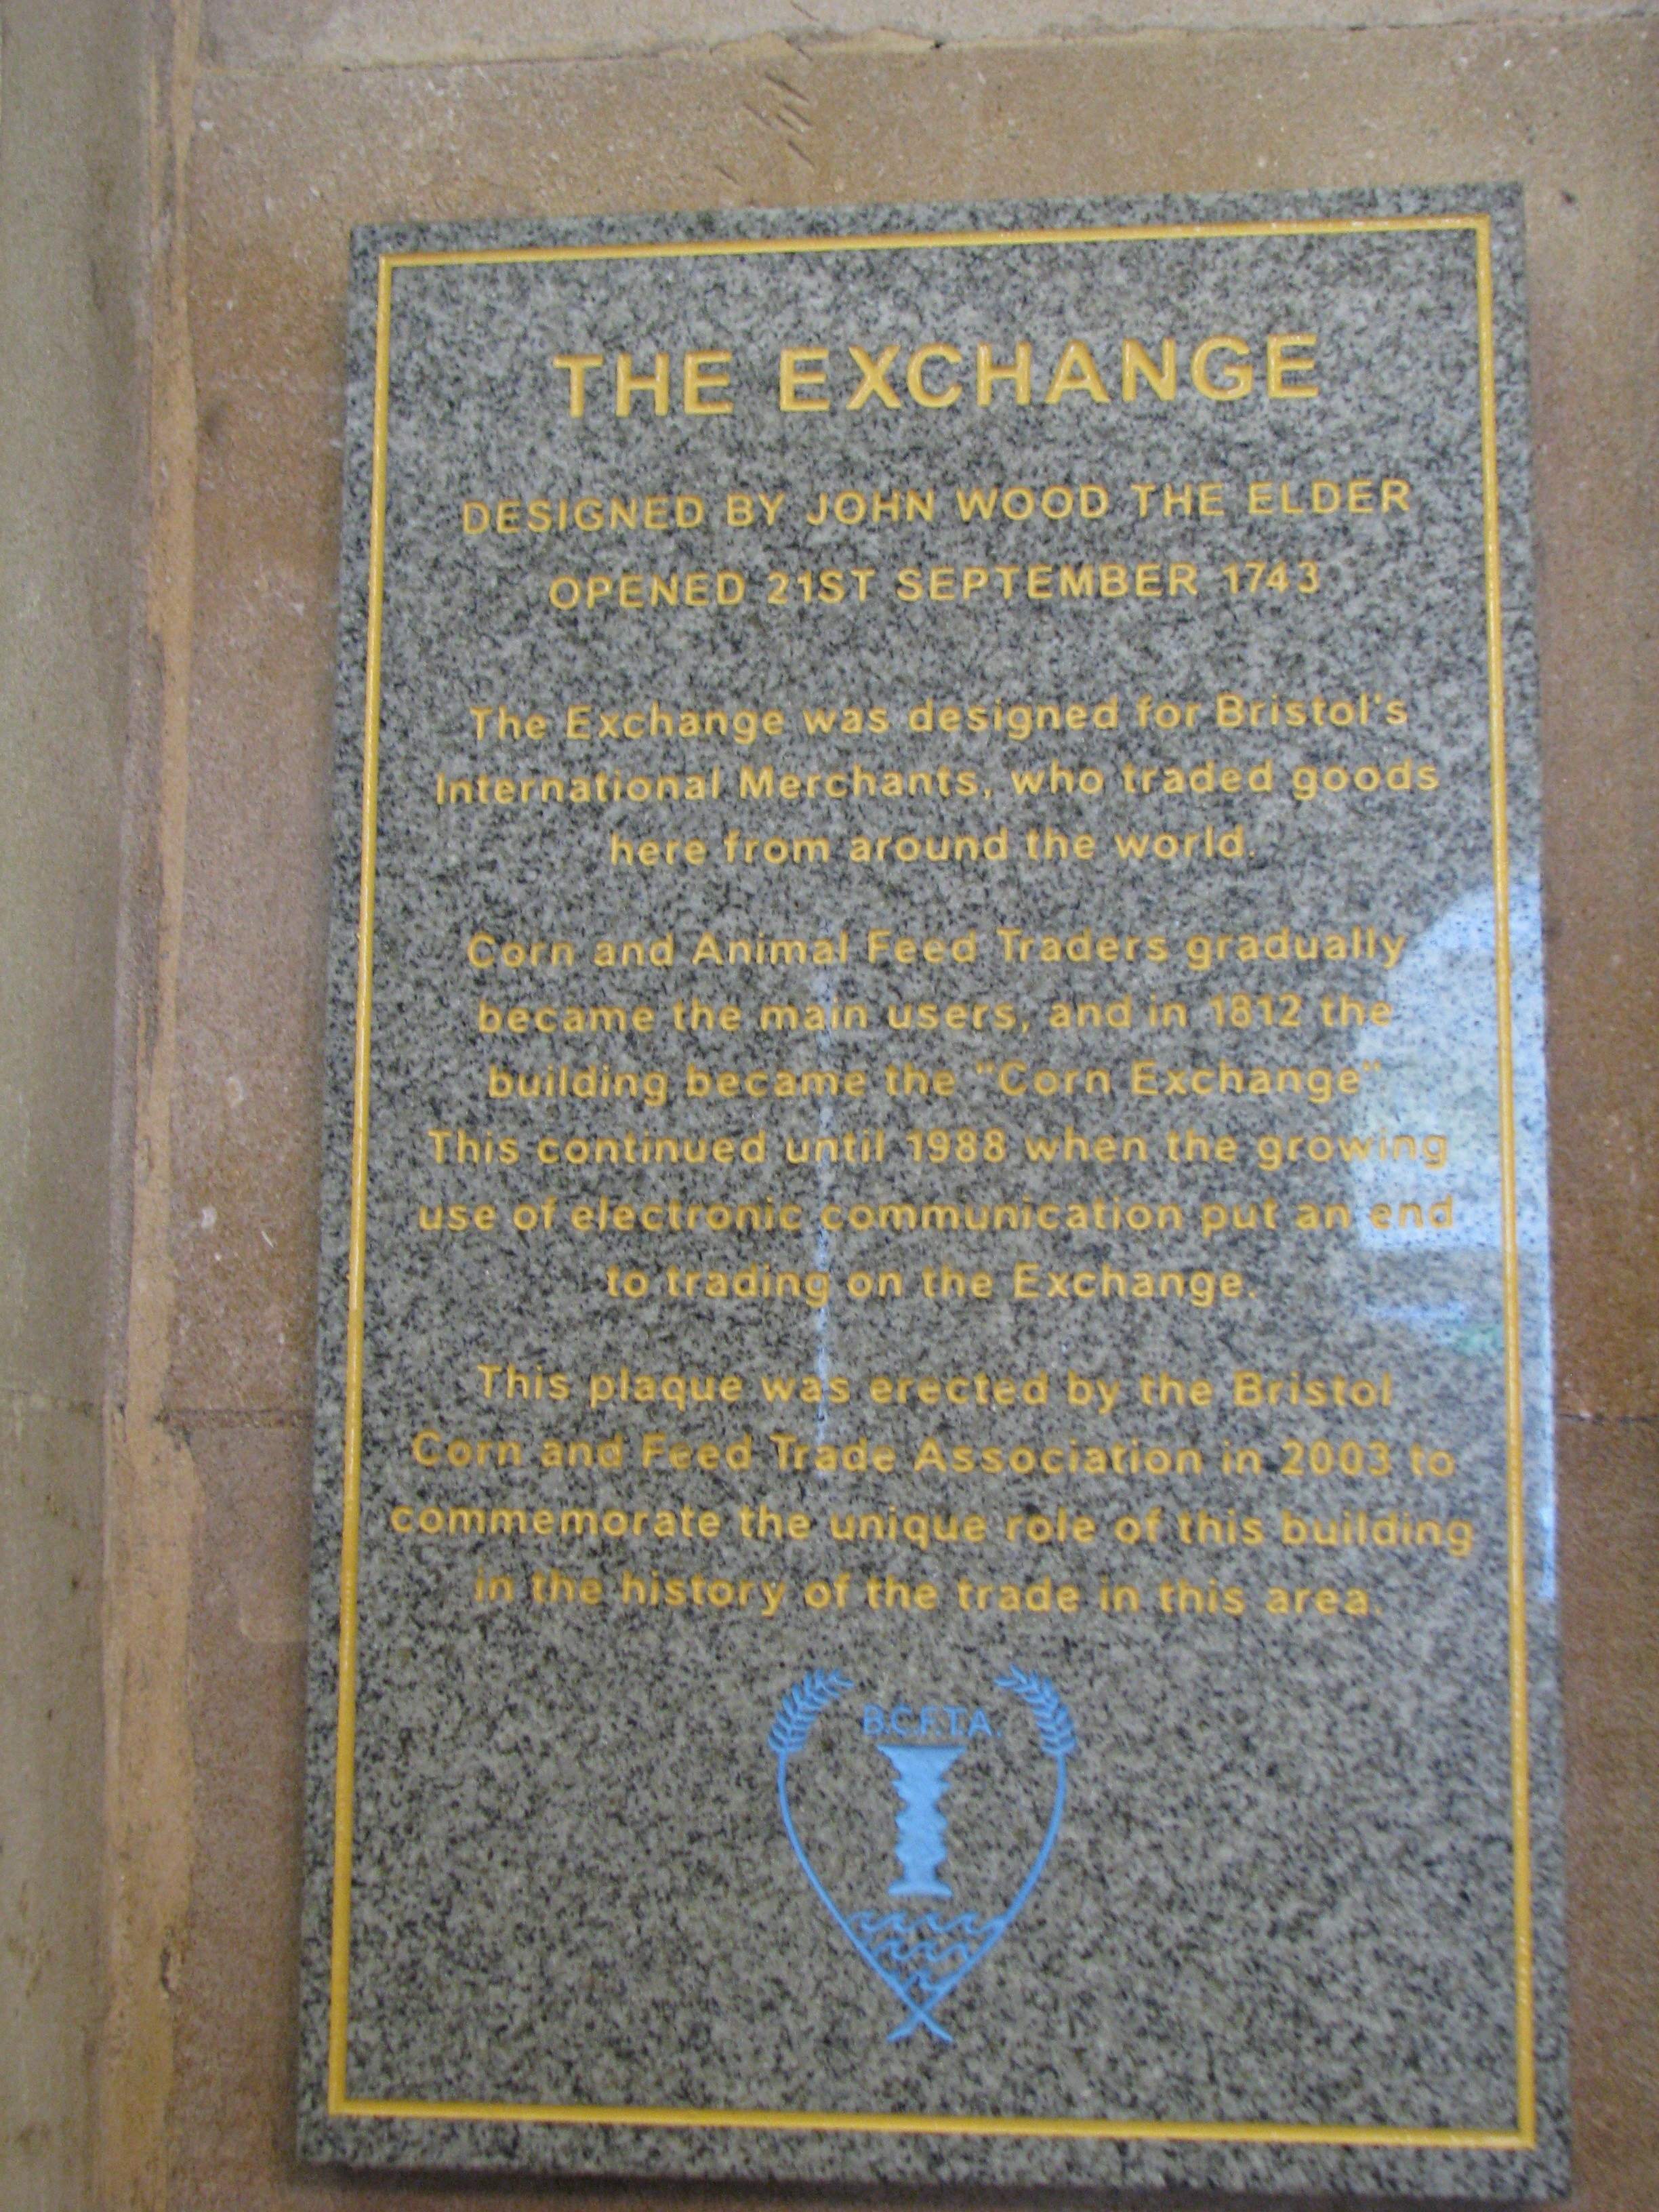 THE EXCHANGE
DESIGNED BY JOHN WOOD THE ELDER
OPENED 21ST SEPTEMBER 1743
The Exchange was designed for Bristol's
International Merchants, who traded goods
here from around the world.
Corn and Animal Feed Traders gradually
became the main users, and in 1812 the
building became the "Corn Exchange"
This continued until 1988 when the growing
use of electronic communication put an end
to trading on the Exchange.
This plaque was erected by the Bristol
Corn and Feed Trade Association in 2003 to
commemorate the unique role of this building
in the history of the trade in this area.
B.C.F.T.A.